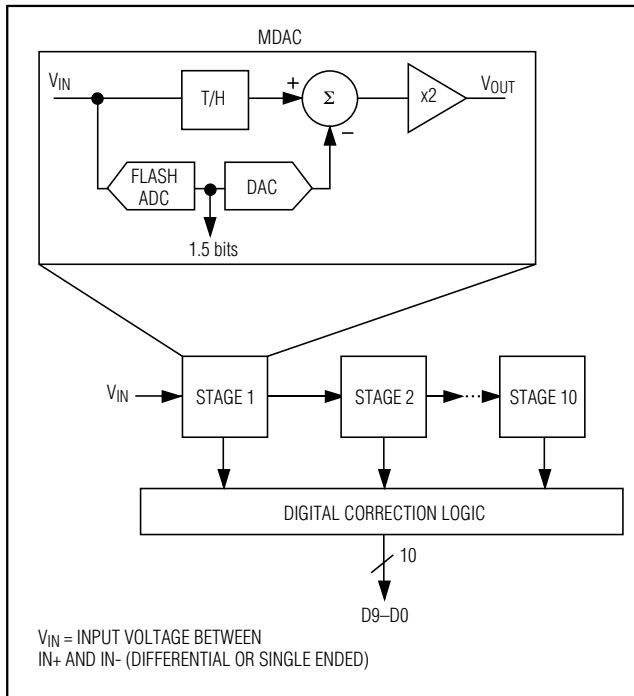 MDAC
VIN
T/H
+
Σ
−
x2
VOUT
FLASH
ADC
DAC
1.5 bits
VIN
STAGE 1
STAGE 2
STAGE 10
DIGITAL CORRECTION LOGIC
10
D9–D0
VIN = INPUT VOLTAGE BETWEEN
IN+ AND IN- (DIFFERENTIAL OR SINGLE ENDED)